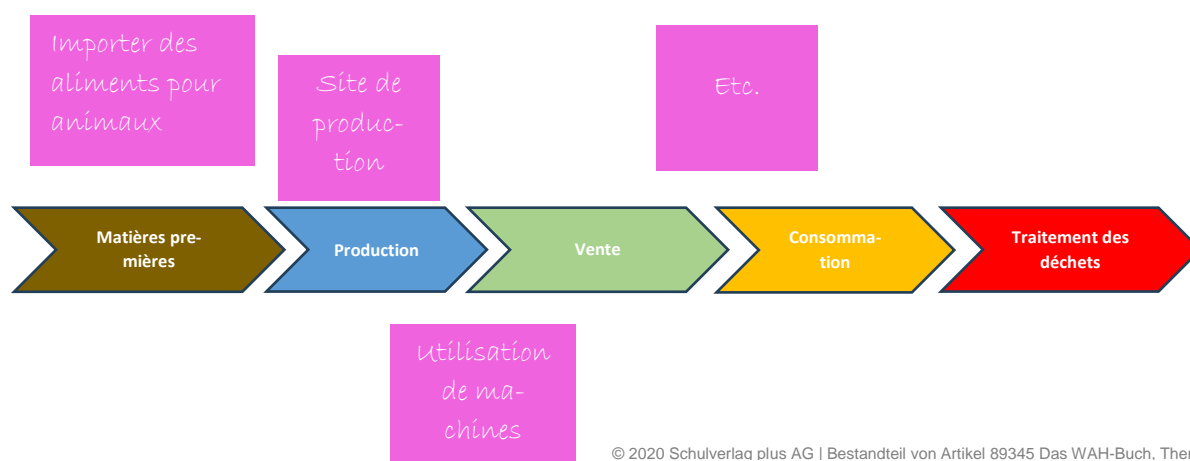 Importer des
aliments pour
animaux
Site de
produc-
tion
Etc.
Matières pre-
mières
Production
Vente
Consomma-
tion
Traitement des
déchets
Utilisation
de ma-
chines
© 2020 Schulverlag plus AG | Bestandteil von Artikel 89345 Das WAH-Buch, Ther